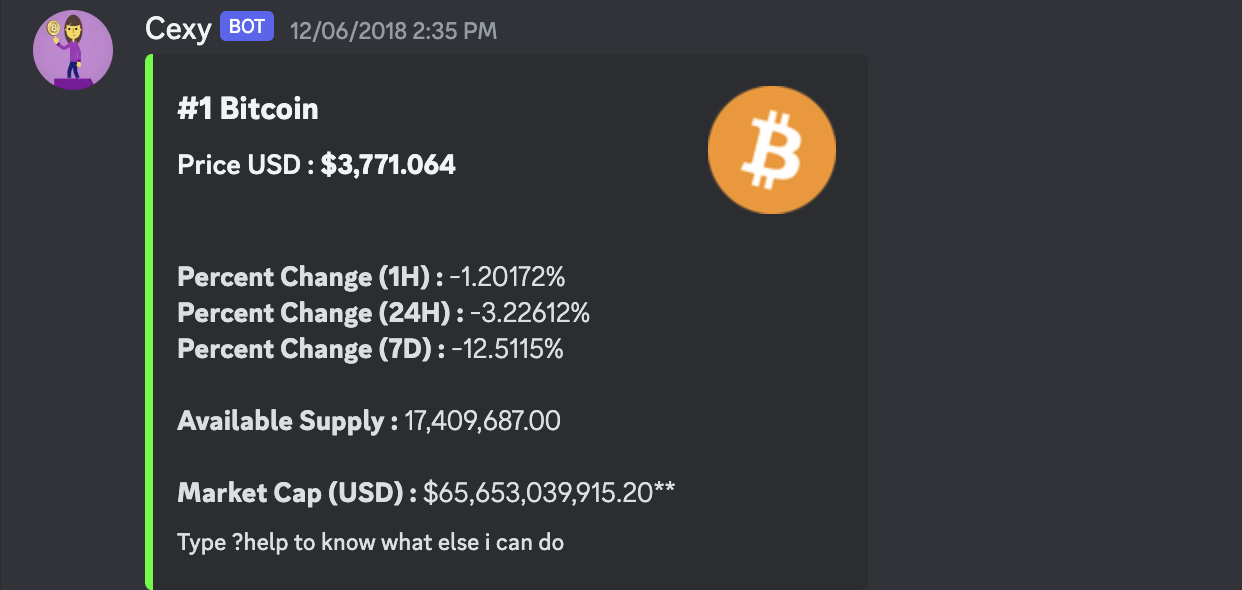 Cexy BOT 12/06/2018 2:35 PM
#1 Bitcoin
Price USD : $3,771.064
Percent Change (1H) : -1.20172%
Percent Change (24H) : -3.22612%
Percent Change (7D) : -12.5115%
Available Supply : 17,409,687.00
Market Cap (USD) : $65,653,039,915.20**
Type ?help to know what else i can do